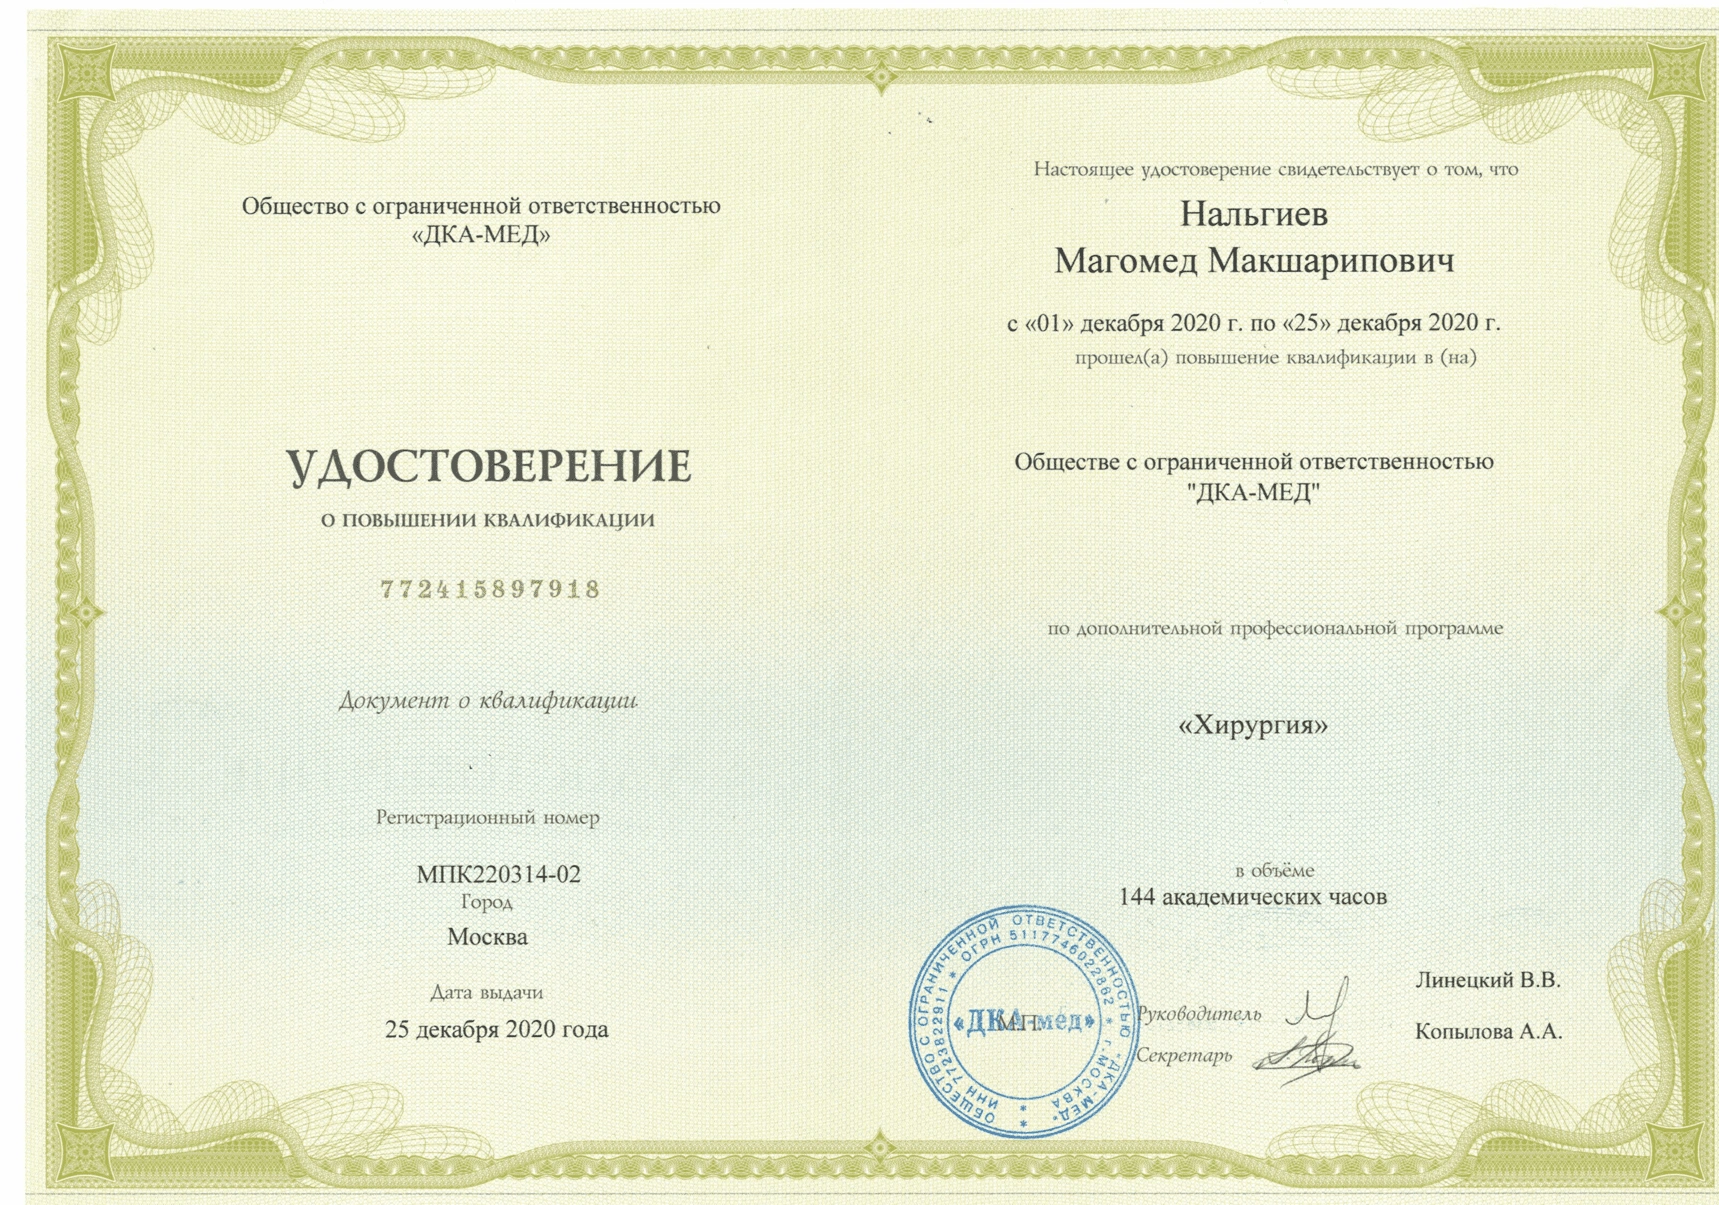 Общество с ограниченной ответственностью
«ДКА-МЕД»
УДОСТОВЕРЕНИЕ
О ПОВЫШЕНИИ КВАЛИФИКАЦИИ
772415897918
Документ о квалификации
Регистрационный номер
МПК220314-02
Город
Москва
Дата выдачи
25 декабря 2020 года
Настоящее удостоверение свидетельствует о том, что
Нальгиев
Магомед Макшарипович
с «01» декабря 2020 г. по «25» декабря 2020 г.
прошел(а) повышение квалификации в (на)
Обществе с ограниченной ответственностью
"ДКА-МЕД"
по дополнительной профессиональной программе
«Хирургия»
в объёме
144 академических часов
ОБЩЕСТВО С ОГРАНИЧЕННОЙ ОТВЕТСТВЕННОСТЬЮ "ДКА-МЕД" *
ИНН 7723822911 * ОГРН 5117746022862 * г.МОСКВА *
«ДКА-мед»
М.П.
Руководитель
Линецкий В.В.
Секретарь
Копылова А.А.